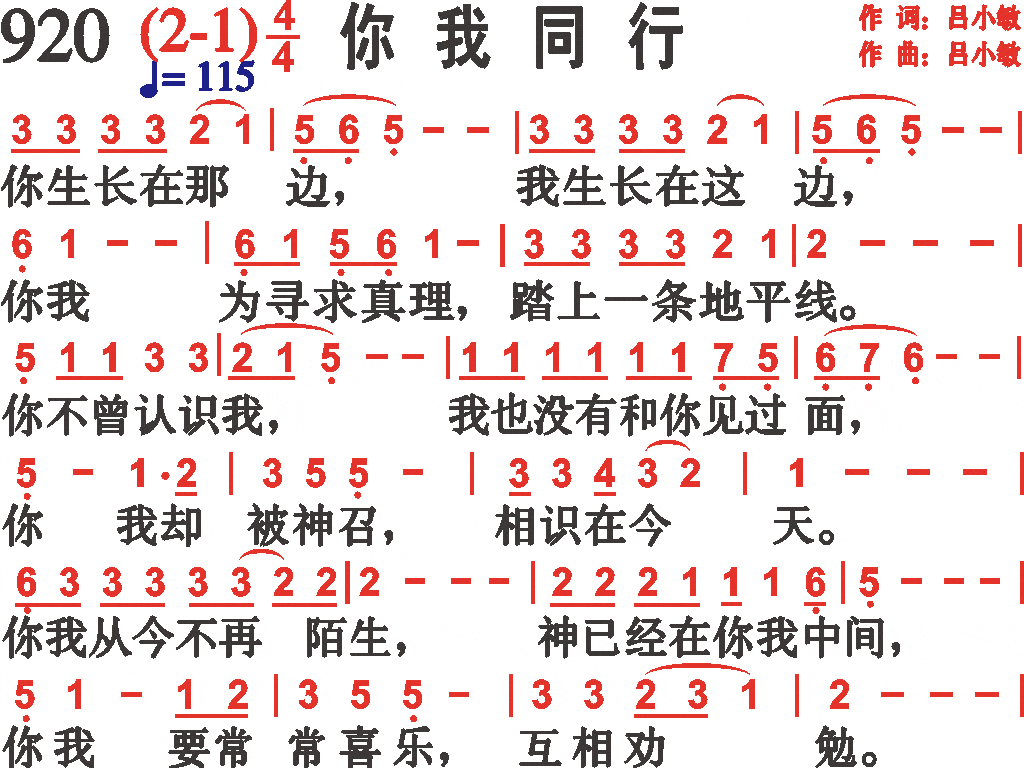 920 (2-1) 4/4 你我同行 作 词：吕小敏
♩= 115 作 曲：吕小敏
3 3 3 3 2 1 | 5 6 5 - - | 3 3 3 3 2 1 | 5 6 5 - - |
你生长在那 边， 我生长在这 边，
6 1 - - | 6 1 5 6 1 - | 3 3 3 3 2 1 | 2 - - - |
你我 为寻求真理， 踏上一条地平线。
5 1 1 3 3 | 2 1 5 - - | 1 1 1 1 1 1 7 5 | 6 7 6 - - |
你不曾认识我， 我也没有和你见过 面，
5 - 1·2 | 3 5 5 - | 3 3 4 3 2 | 1 - - - |
你 我却 被神召， 相识在今 天。
6 3 3 3 3 3 2 2 | 2 - - - | 2 2 2 1 1 1 6 | 5 - - - |
你我从今不再 陌生， 神已经在你我中间，
5 1 - 1 2 | 3 5 5 - | 3 3 2 3 1 | 2 - - - |
你我 要常 常喜乐， 互相劝 勉。